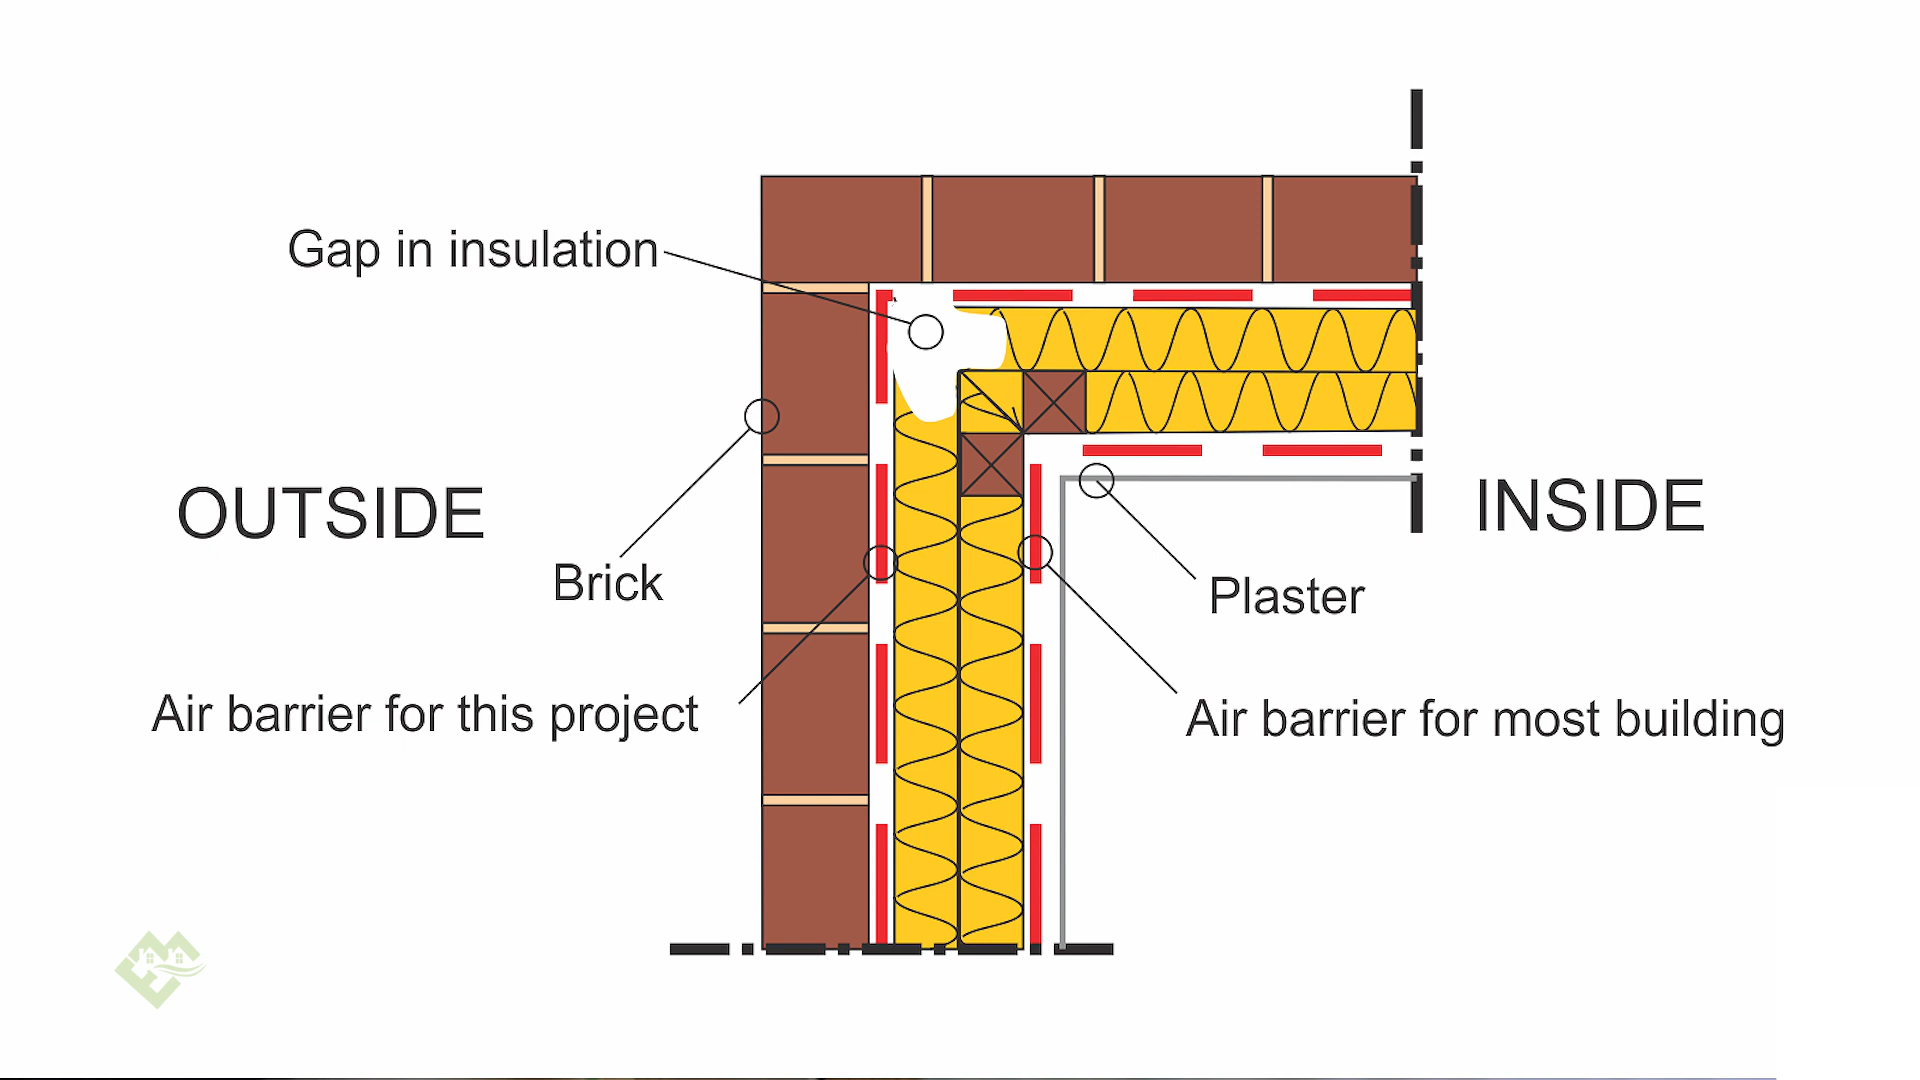 Gap in insulation
OUTSIDE
INSIDE
Brick
Plaster
Air barrier for this project
Air barrier for most building